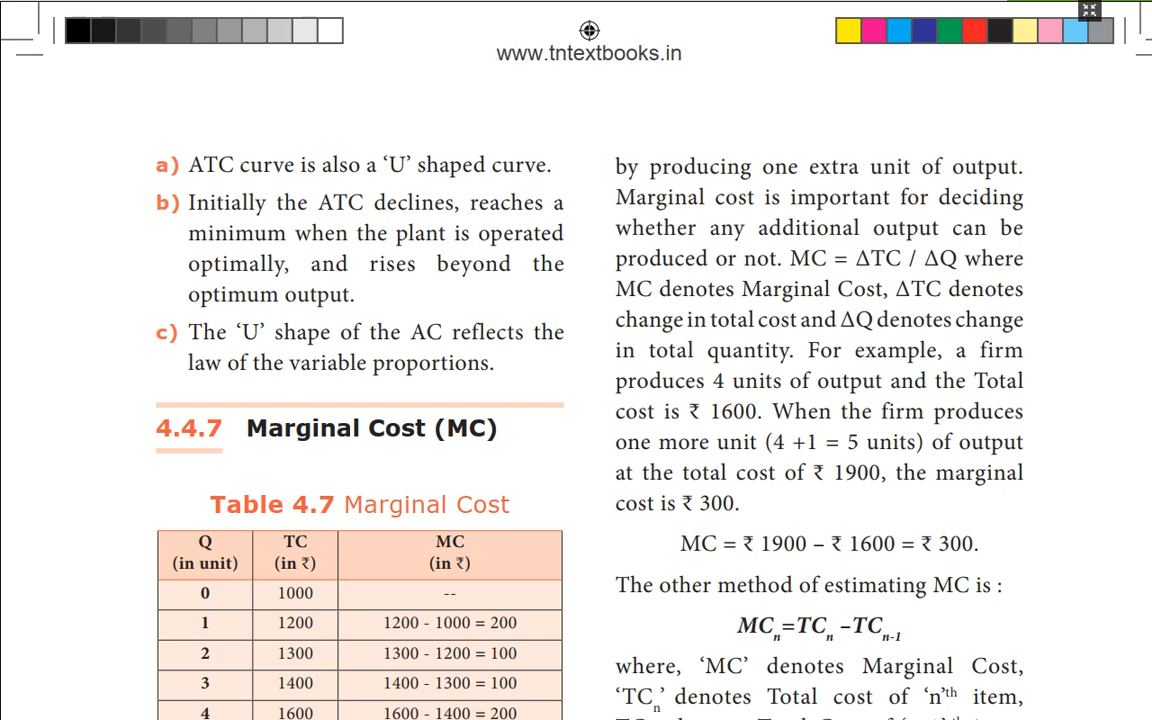 www.tntextbooks.in
a) ATC curve is also a ‘U’ shaped curve.
b) Initially the ATC declines, reaches a
minimum when the plant is operated
optimally, and rises beyond the
optimum output.
c) The ‘U’ shape of the AC reflects the
law of the variable proportions.
4.4.7 Marginal Cost (MC)
Table 4.7 Marginal Cost
Q (in unit) TC (in ₹) MC (in ₹)
0 1000 --
1 1200 1200 - 1000 = 200
2 1300 1300 - 1200 = 100
3 1400 1400 - 1300 = 100
4 1600 1600 - 1400 = 200
by producing one extra unit of output.
Marginal cost is important for deciding
whether any additional output can be
produced or not. MC = ΔTC / ΔQ where
MC denotes Marginal Cost, ΔTC denotes
change in total cost and ΔQ denotes change
in total quantity. For example, a firm
produces 4 units of output and the Total
cost is ₹ 1600. When the firm produces
one more unit (4 +1 = 5 units) of output
at the total cost of ₹ 1900, the marginal
cost is ₹ 300.
MC = ₹ 1900 – ₹ 1600 = ₹ 300.
The other method of estimating MC is :
MCn=TCn –TCn-1
where, ‘MC’ denotes Marginal Cost,
‘TCn’ denotes Total cost of ‘n’th item,